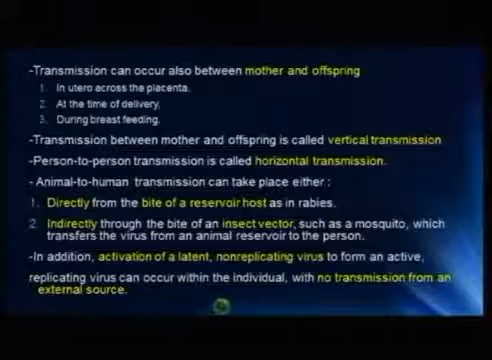 -Transmission can occur also between mother and offspring
1. In utero across the placenta.
2. At the time of delivery,
3. During breast feeding.
-Transmission between mother and offspring is called vertical transmission
-Person-to-person transmission is called horizontal transmission.
- Animal-to-human transmission can take place either :
1. Directly from the bite of a reservoir host as in rabies.
2. Indirectly through the bite of an insect vector, such as a mosquito, which
transfers the virus from an animal reservoir to the person.
-In addition, activation of a latent, nonreplicating virus to form an active,
replicating virus can occur within the individual, with no transmission from an
external source.